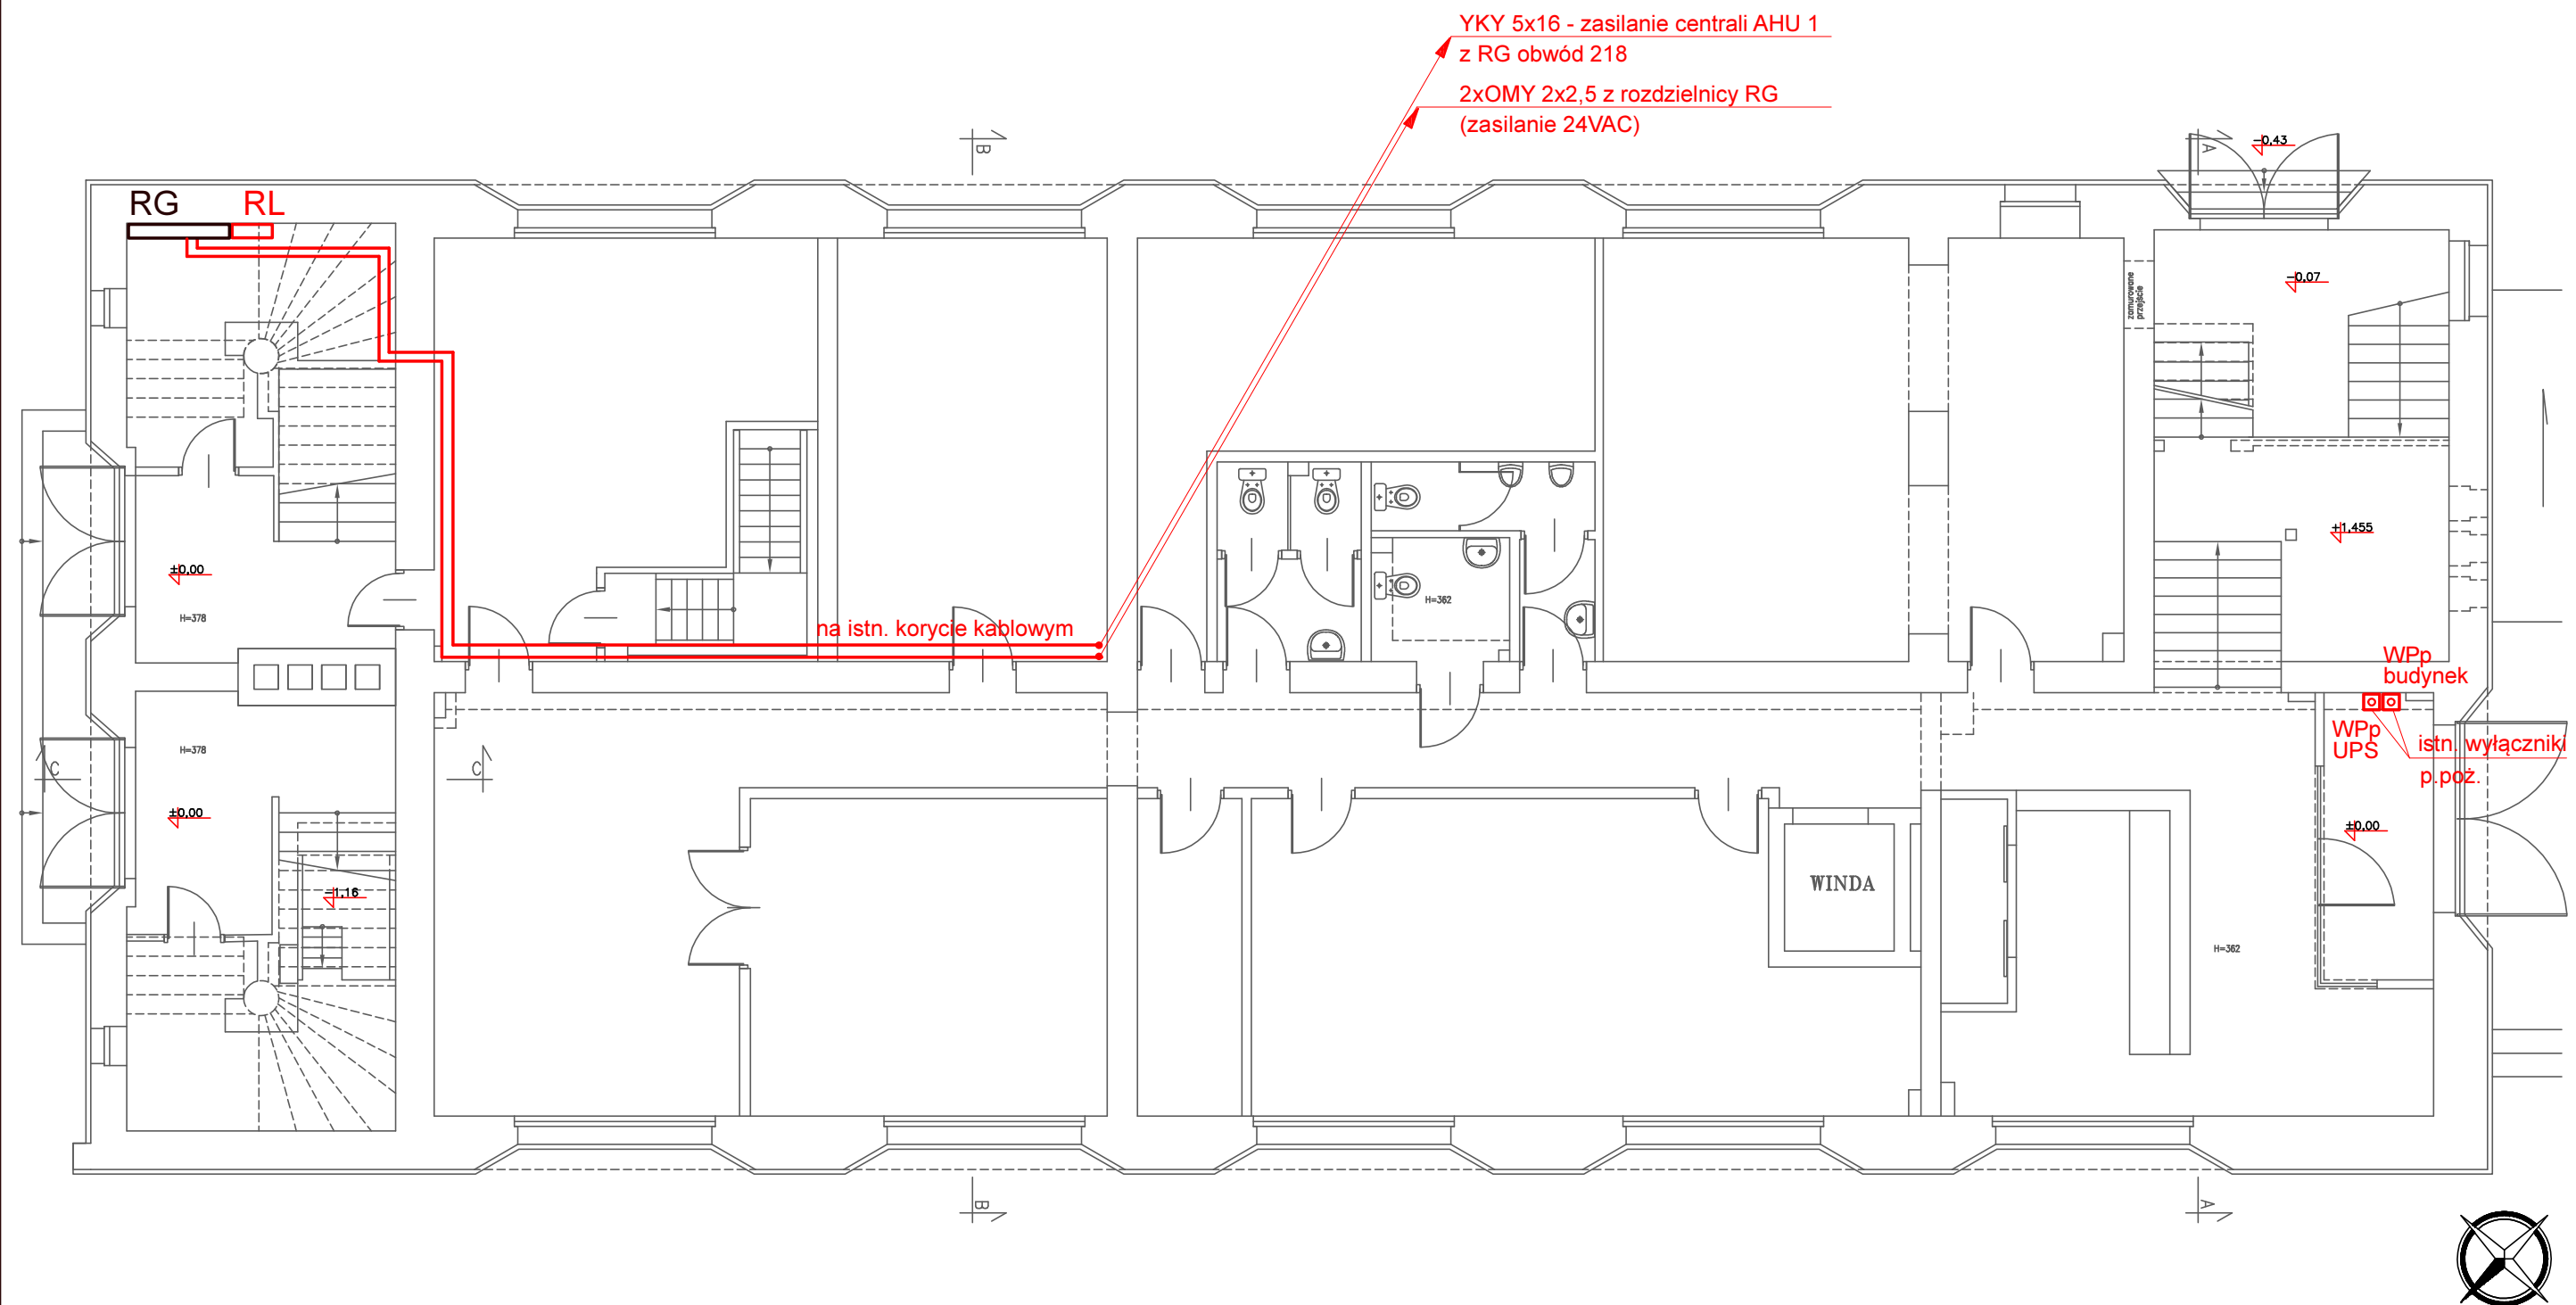 YKY 5x16 - zasilanie centrali AHU 1
z RG obwód 218
2xOMY 2x2,5 z rozdzielnicy RG
(zasilanie 24VAC)
B
A
-0,43
RG
RL
-0,07
zamurowane
przejście
+1,455
±0,00
H=378
H=362
na istn. korycie kablowym
WPp
budynek
WPp
UPS
istn. wyłączniki
p.poż.
H=378
C
C
±0,00
±0,00
-1,16
WINDA
H=362
B
A